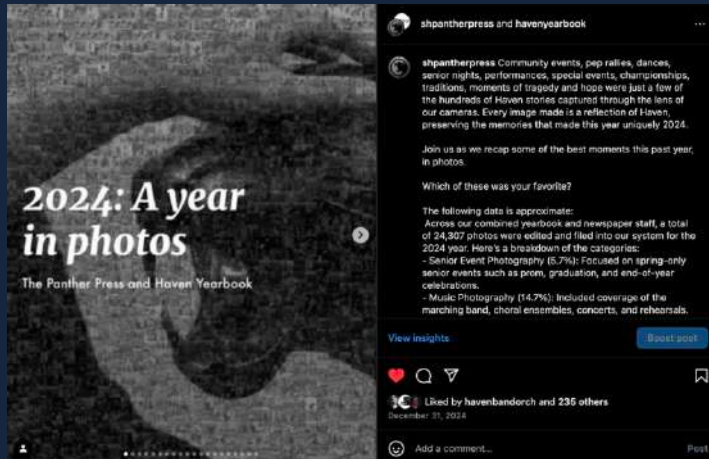 2024: A year
in photos
The Panther Press and Haven Yearbook
shpantherpress and havenyearbook
shpantherpress Community events, pep rallies, dances,
senior nights, performances, special events, championships,
traditions, moments of tragedy and hope were just a few of
the hundreds of Haven stories captured through the lens of
our cameras. Every image made is a reflection of Haven,
preserving the memories that made this year uniquely 2024.
Join us as we recap some of the best moments this past year,
in photos.
Which of these was your favorite?
The following data is approximate:
Across our combined yearbook and newspaper staff, a total
of 24,307 photos were edited and filed into our system for the
2024 year. Here's a breakdown of the categories:
- Senior Event Photography (5.7%): Focused on spring-only
senior events such as prom, graduation, and end-of-year
celebrations.
- Music Photography (14.7%): Included coverage of the
marching band, choral ensembles, concerts, and rehearsals.
View insights
Boost post
Liked by havenbandorch and 235 others
December 31, 2024
Add a comment...
Post